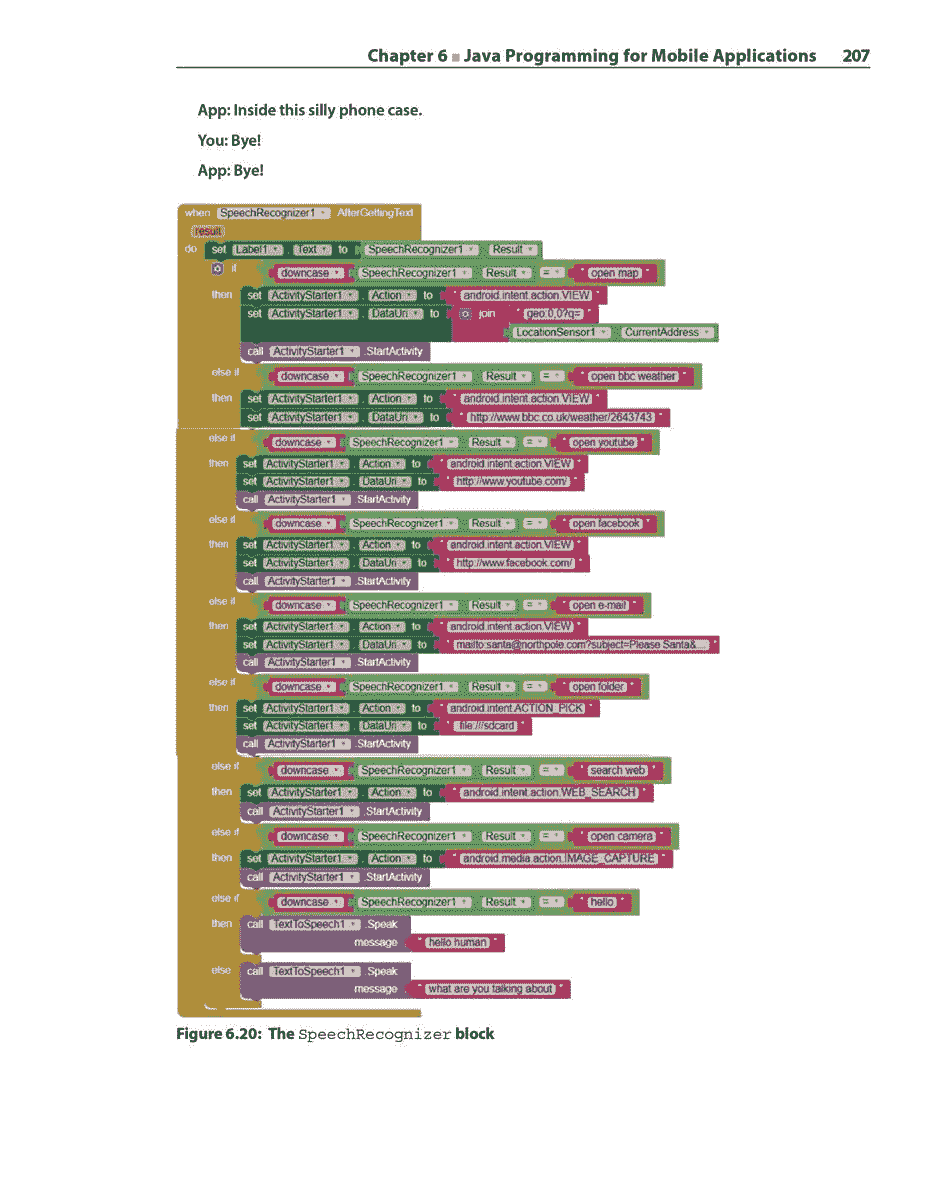 Chapter 6 ■ Java Programming for Mobile Applications 207
App: Inside this silly phone case.
You: Bye!
App: Bye!
when SpeechRecognizer1 .AfterGettingText
result
do set Label1 . Text to SpeechRecognizer1 . Result
if downcase SpeechRecognizer1 . Result = " open map "
then set ActivityStarter1 . Action to " android.intent.action.VIEW "
set ActivityStarter1 . DataUri to join " geo:0,0?q= "
LocationSensor1 . CurrentAddress
call ActivityStarter1 .StartActivity
else if downcase SpeechRecognizer1 . Result = " open bbc weather "
then set ActivityStarter1 . Action to " android.intent.action.VIEW "
set ActivityStarter1 . DataUri to " http://www.bbc.co.uk/weather/2643743 "
else if downcase SpeechRecognizer1 . Result = " open youtube "
then set ActivityStarter1 . Action to " android.intent.action.VIEW "
set ActivityStarter1 . DataUri to " http://www.youtube.com/ "
call ActivityStarter1 .StartActivity
else if downcase SpeechRecognizer1 . Result = " open facebook "
then set ActivityStarter1 . Action to " android.intent.action.VIEW "
set ActivityStarter1 . DataUri to " http://www.facebook.com/ "
call ActivityStarter1 .StartActivity
else if downcase SpeechRecognizer1 . Result = " open e-mail "
then set ActivityStarter1 . Action to " android.intent.action.VIEW "
set ActivityStarter1 . DataUri to " mailto:santa@northpole.com?subject=Please Santa&... "
call ActivityStarter1 .StartActivity
else if downcase SpeechRecognizer1 . Result = " open folder "
then set ActivityStarter1 . Action to " android.intent.ACTION_PICK "
set ActivityStarter1 . DataUri to " file:///sdcard "
call ActivityStarter1 .StartActivity
else if downcase SpeechRecognizer1 . Result = " search web "
then set ActivityStarter1 . Action to " android.intent.action.WEB_SEARCH "
call ActivityStarter1 .StartActivity
else if downcase SpeechRecognizer1 . Result = " open camera "
then set ActivityStarter1 . Action to " android.media.action.IMAGE_CAPTURE "
call ActivityStarter1 .StartActivity
else if downcase SpeechRecognizer1 . Result = " hello "
then call TextToSpeech1 .Speak
message " hello human "
else call TextToSpeech1 .Speak
message " what are you talking about "
Figure 6.20: The SpeechRecognizer block